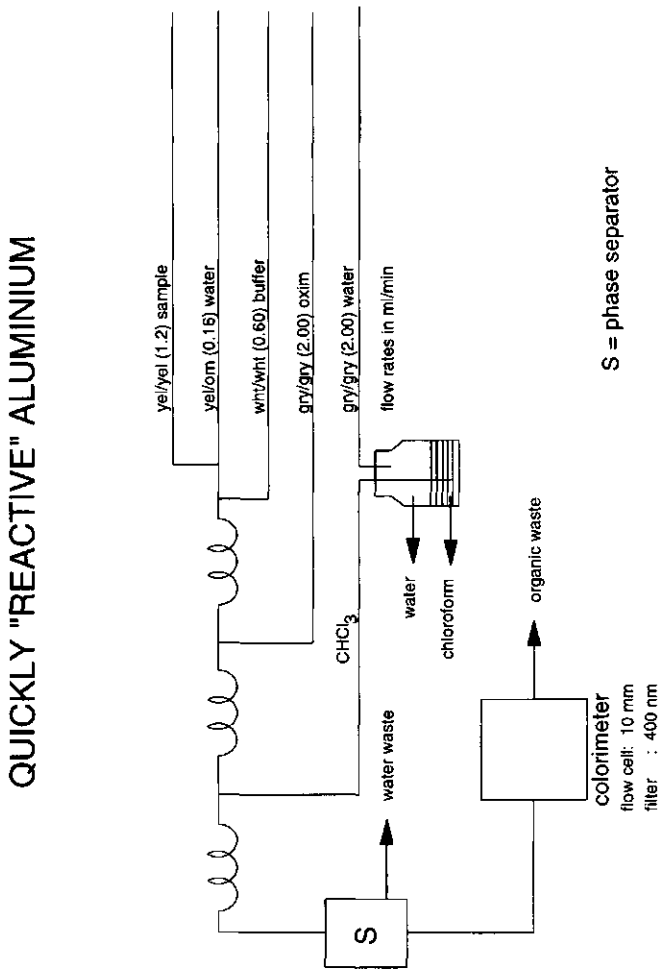 QUICKLY "REACTIVE" ALUMINIUM
yel/yel (1.2) sample
yel/orn (0.16) water
wht/wht (0.60) buffer
gry/gry (2.00) oxim
gry/gry (2.00) water
flow rates in ml/min
CHCl3
water
chloroform
water waste
S
organic waste
colorimeter
flow cell: 10 mm
filter : 400 nm
S = phase separator